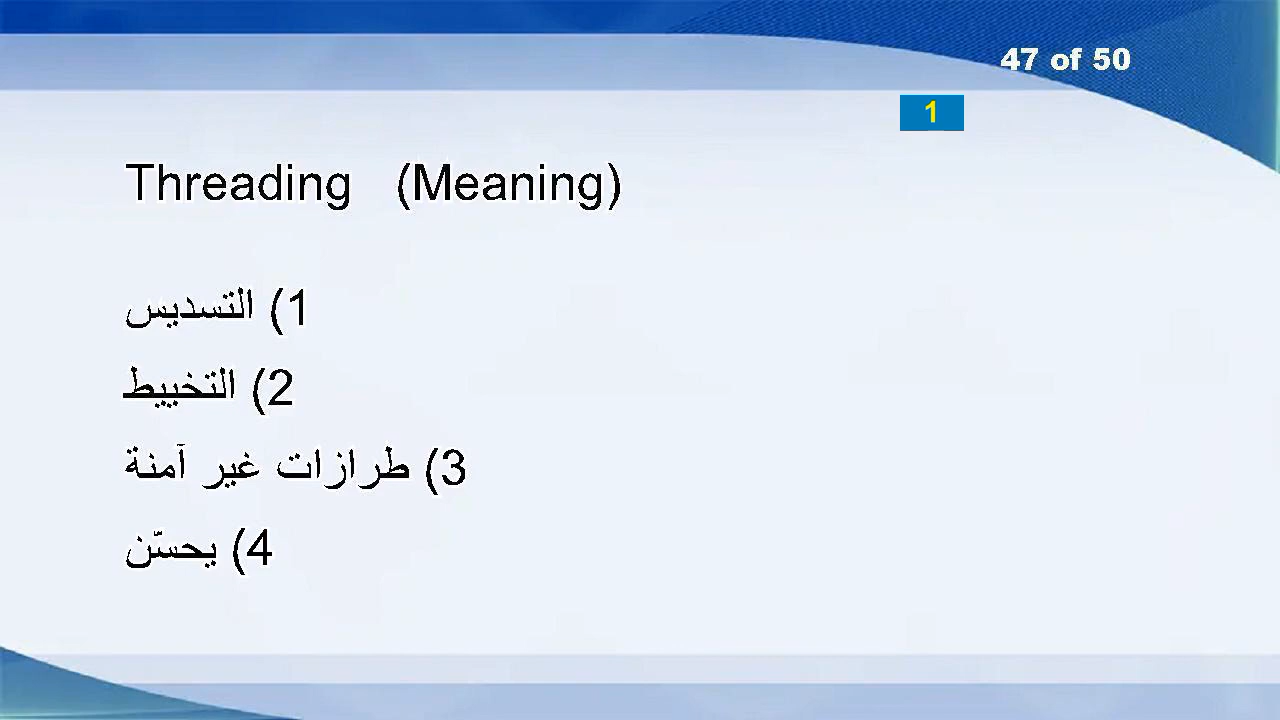 47 of 50
1
Threading (Meaning)
1) التسديس
2) التخييط
3) طرازات غير آمنة
4) يحسّن